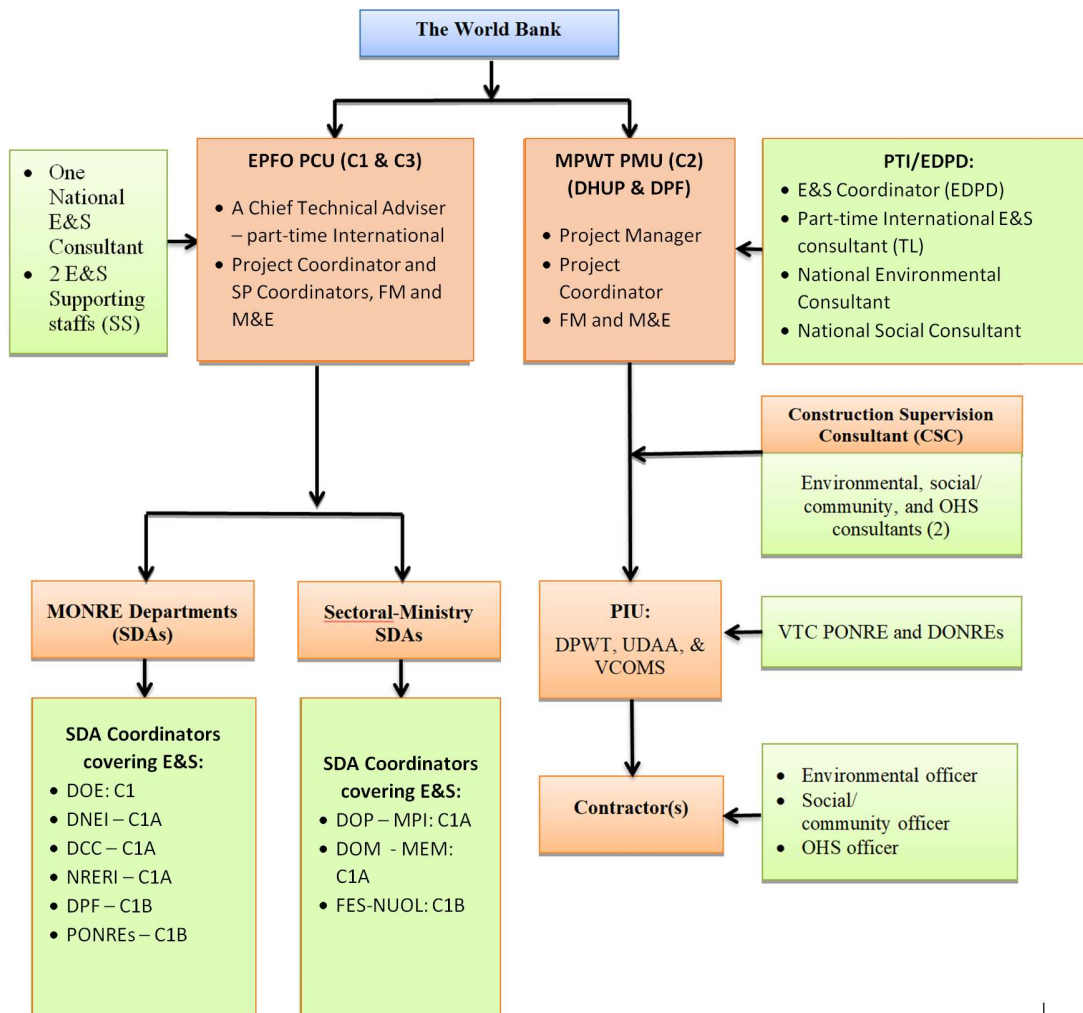 The World Bank
• One
National
E&S
Consultant
• 2 E&S
Supporting
staffs (SS)
EPFO PCU (C1 & C3)
• A Chief Technical Adviser
– part-time International
• Project Coordinator and
SP Coordinators, FM and
M&E
MPWT PMU (C2)
(DHUP & DPF)
• Project Manager
• Project
Coordinator
• FM and M&E
PTI/EDPD:
• E&S Coordinator (EDPD)
• Part-time International E&S
consultant (TL)
• National Environmental
Consultant
• National Social Consultant
Construction Supervision
Consultant (CSC)
Environmental, social/
community, and OHS
consultants (2)
MONRE Departments
(SDAs)
Sectoral-Ministry
SDAs
PIU:
DPWT, UDAA, &
VCOMS
VTC PONRE and DONREs
SDA Coordinators
covering E&S:
• DOE: C1
• DNEI – C1A
• DCC – C1A
• NRERI – C1A
• DPF – C1B
• PONREs – C1B
SDA Coordinators
covering E&S:
• DOP – MPI: C1A
• DOM - MEM:
C1A
• FES-NUOL: C1B
Contractor(s)
• Environmental officer
• Social/
community officer
• OHS officer